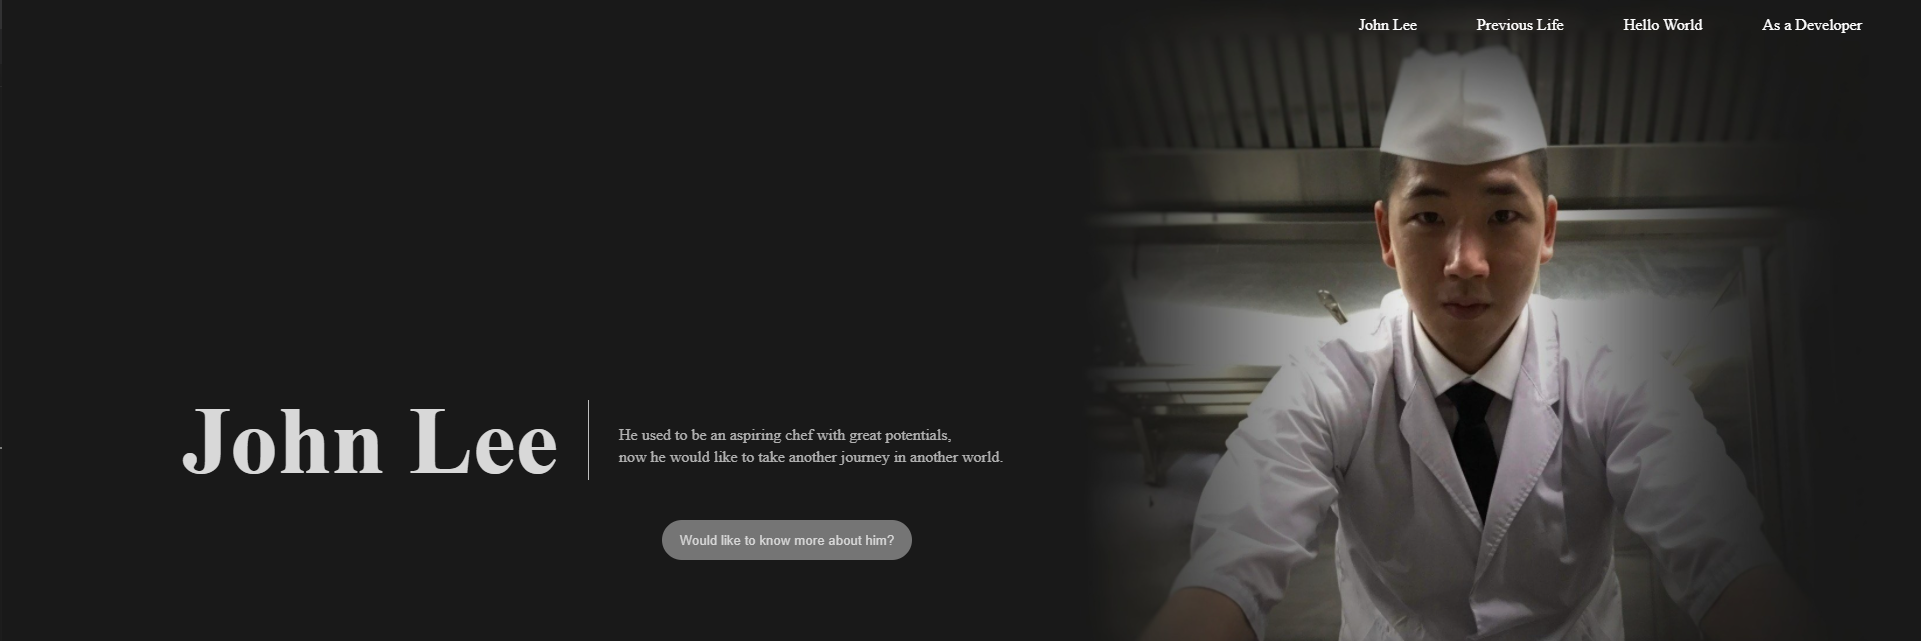 John Lee
Previous Life
Hello World
As a Developer
John Lee
He used to be an aspiring chef with great potentials,
now he would like to take another journey in another world.
Would like to know more about him?